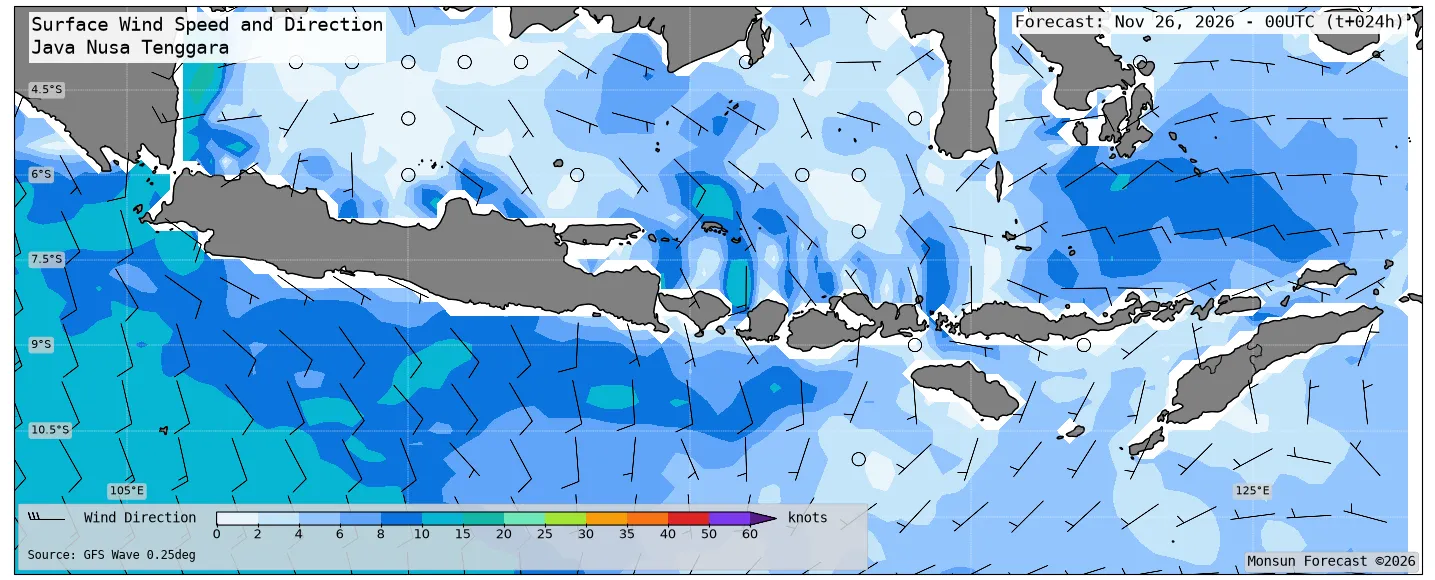 Surface Wind Speed and Direction
Java Nusa Tenggara
Forecast: Nov 26, 2026 - 00UTC (t+024h)
4.5°S
6°S
7.5°S
9°S
10.5°S
105°E
125°E
Wind Direction
0 2 4 6 8 10 15 20 25 30 35 40 50 60
knots
Source: GFS Wave 0.25deg
Monsun Forecast ©2026